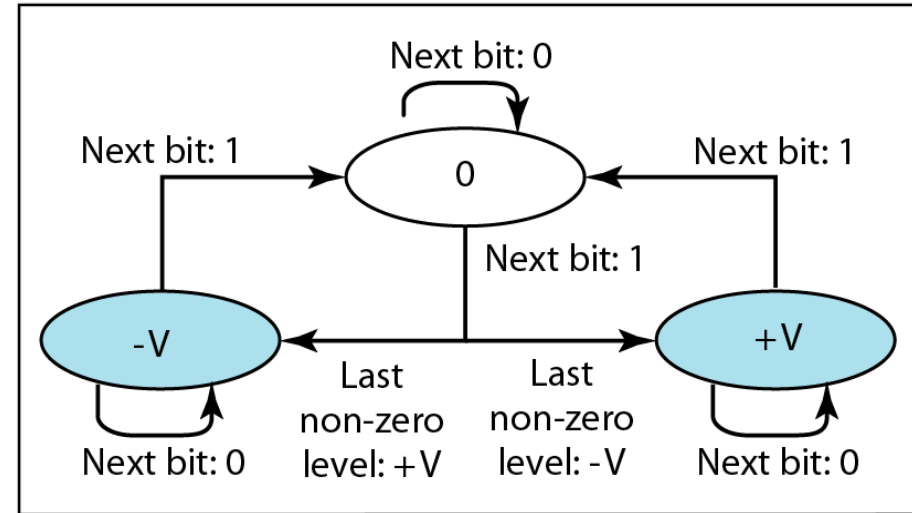 Next bit: 0
Next bit: 1
Next bit: 1
0
Next bit: 1
-V
+V
Last
non-zero
level: +V
Last
non-zero
level: -V
Next bit: 0
Next bit: 0